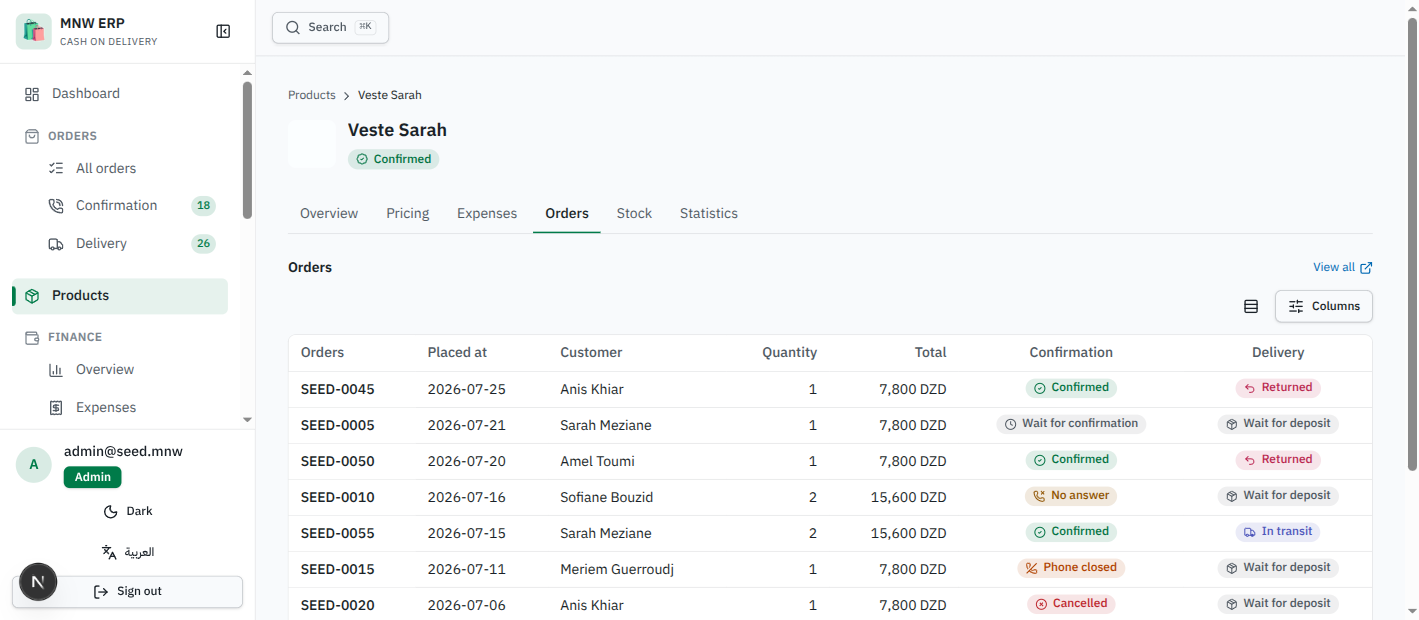 MNW ERP
CASH ON DELIVERY
Search ⌘K
Dashboard
ORDERS
All orders
Confirmation 18
Delivery 26
Products
FINANCE
Overview
Expenses
A
admin@seed.mnw
Admin
Dark
العربية
N
Sign out
Products > Veste Sarah
Veste Sarah
Confirmed
Overview Pricing Expenses Orders Stock Statistics
Orders
View all
Columns
Orders Placed at Customer Quantity Total Confirmation Delivery
SEED-0045 2026-07-25 Anis Khiar 1 7,800 DZD Confirmed Returned
SEED-0005 2026-07-21 Sarah Meziane 1 7,800 DZD Wait for confirmation Wait for deposit
SEED-0050 2026-07-20 Amel Toumi 1 7,800 DZD Confirmed Returned
SEED-0010 2026-07-16 Sofiane Bouzid 2 15,600 DZD No answer Wait for deposit
SEED-0055 2026-07-15 Sarah Meziane 2 15,600 DZD Confirmed In transit
SEED-0015 2026-07-11 Meriem Guerroudj 1 7,800 DZD Phone closed Wait for deposit
SEED-0020 2026-07-06 Anis Khiar 1 7,800 DZD Cancelled Wait for deposit